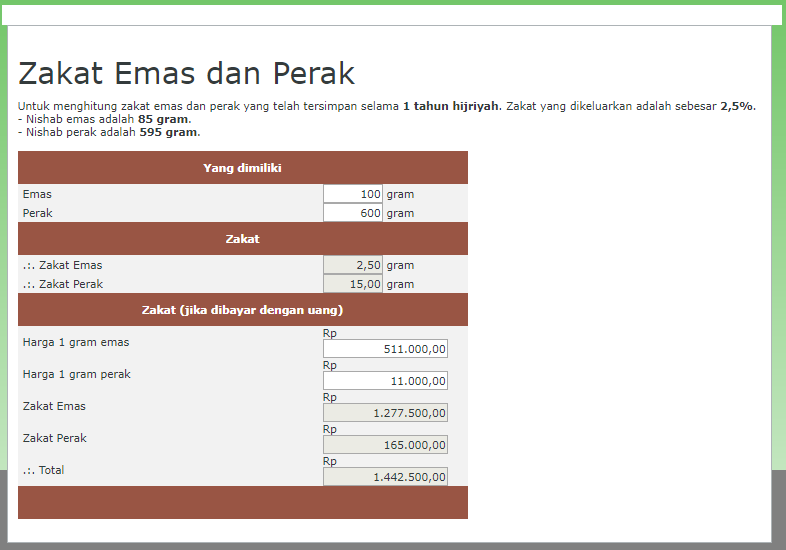 Zakat Emas dan Perak
Untuk menghitung zakat emas dan perak yang telah tersimpan selama 1 tahun hijriyah. Zakat yang dikeluarkan adalah sebesar 2,5%.
- Nishab emas adalah 85 gram.
- Nishab perak adalah 595 gram.
Yang dimiliki
Emas 100 gram
Perak 600 gram
Zakat
.:. Zakat Emas 2,50 gram
.:. Zakat Perak 15,00 gram
Zakat (jika dibayar dengan uang)
Rp
Harga 1 gram emas 511.000,00
Rp
Harga 1 gram perak 11.000,00
Rp
Zakat Emas 1.277.500,00
Rp
Zakat Perak 165.000,00
Rp
.:. Total 1.442.500,00